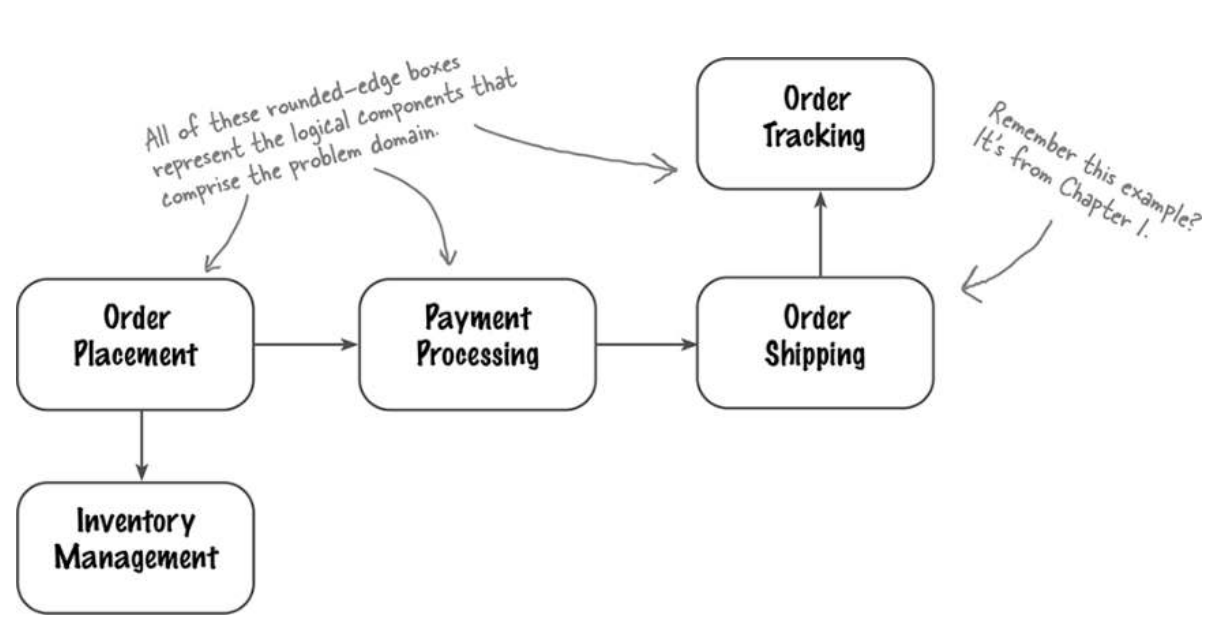 All of these rounded-edge boxes
represent the logical components that
comprise the problem domain.
Order
Tracking
Remember this example?
It's from Chapter 1.
Order
Placement
Payment
Processing
Order
Shipping
Inventory
Management